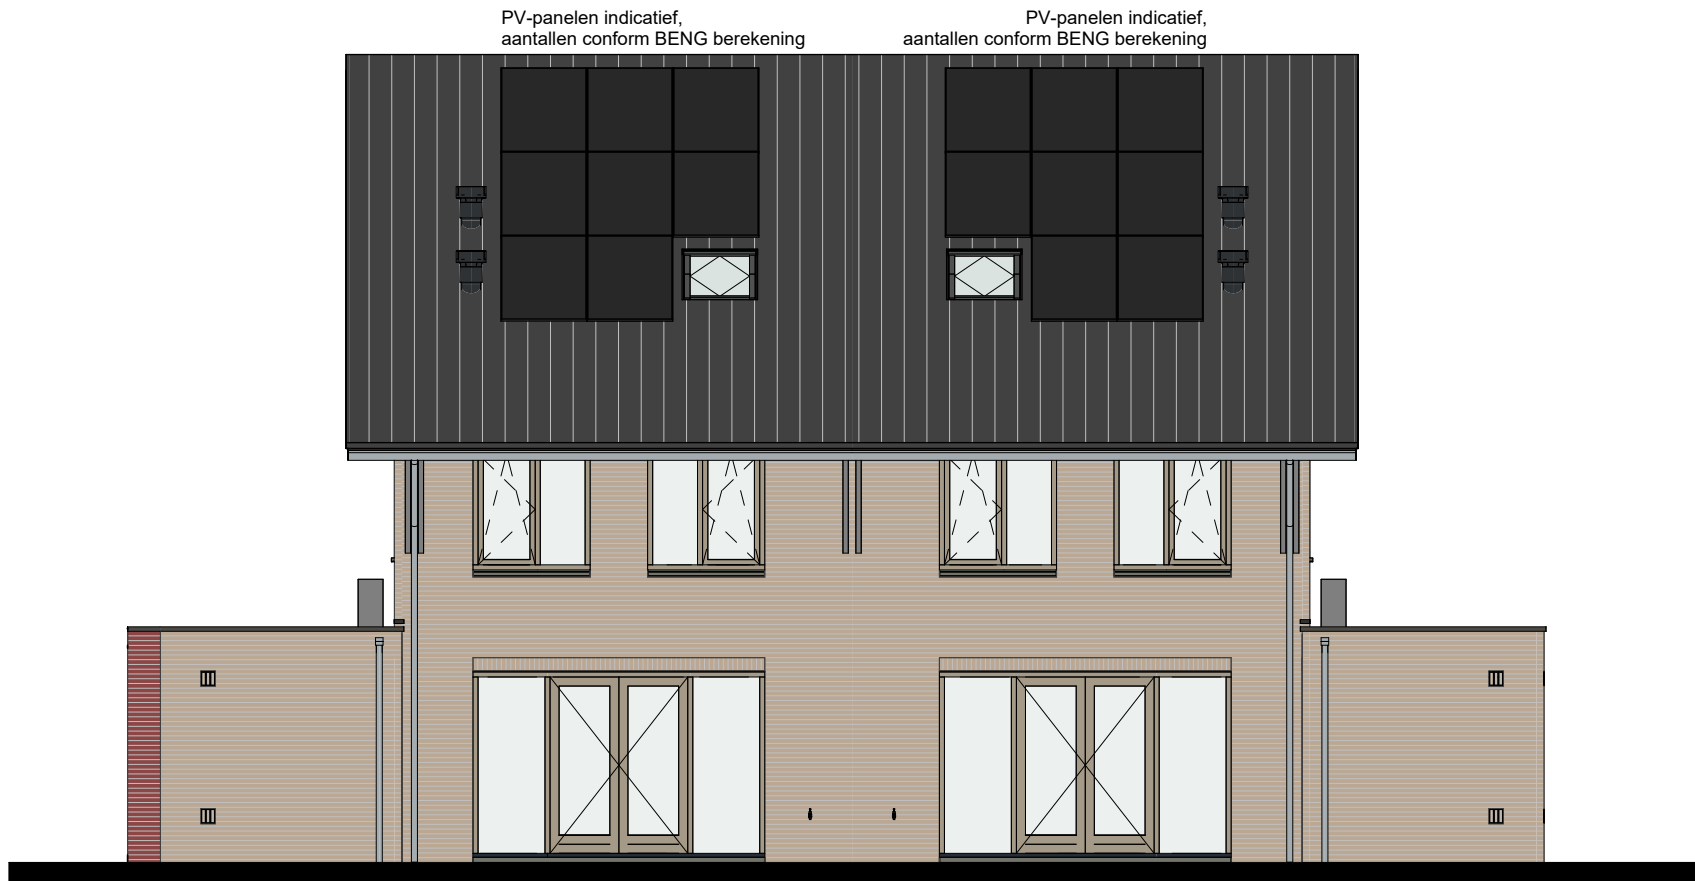 PV-panelen indicatief,
aantallen conform BENG berekening
PV-panelen indicatief,
aantallen conform BENG berekening